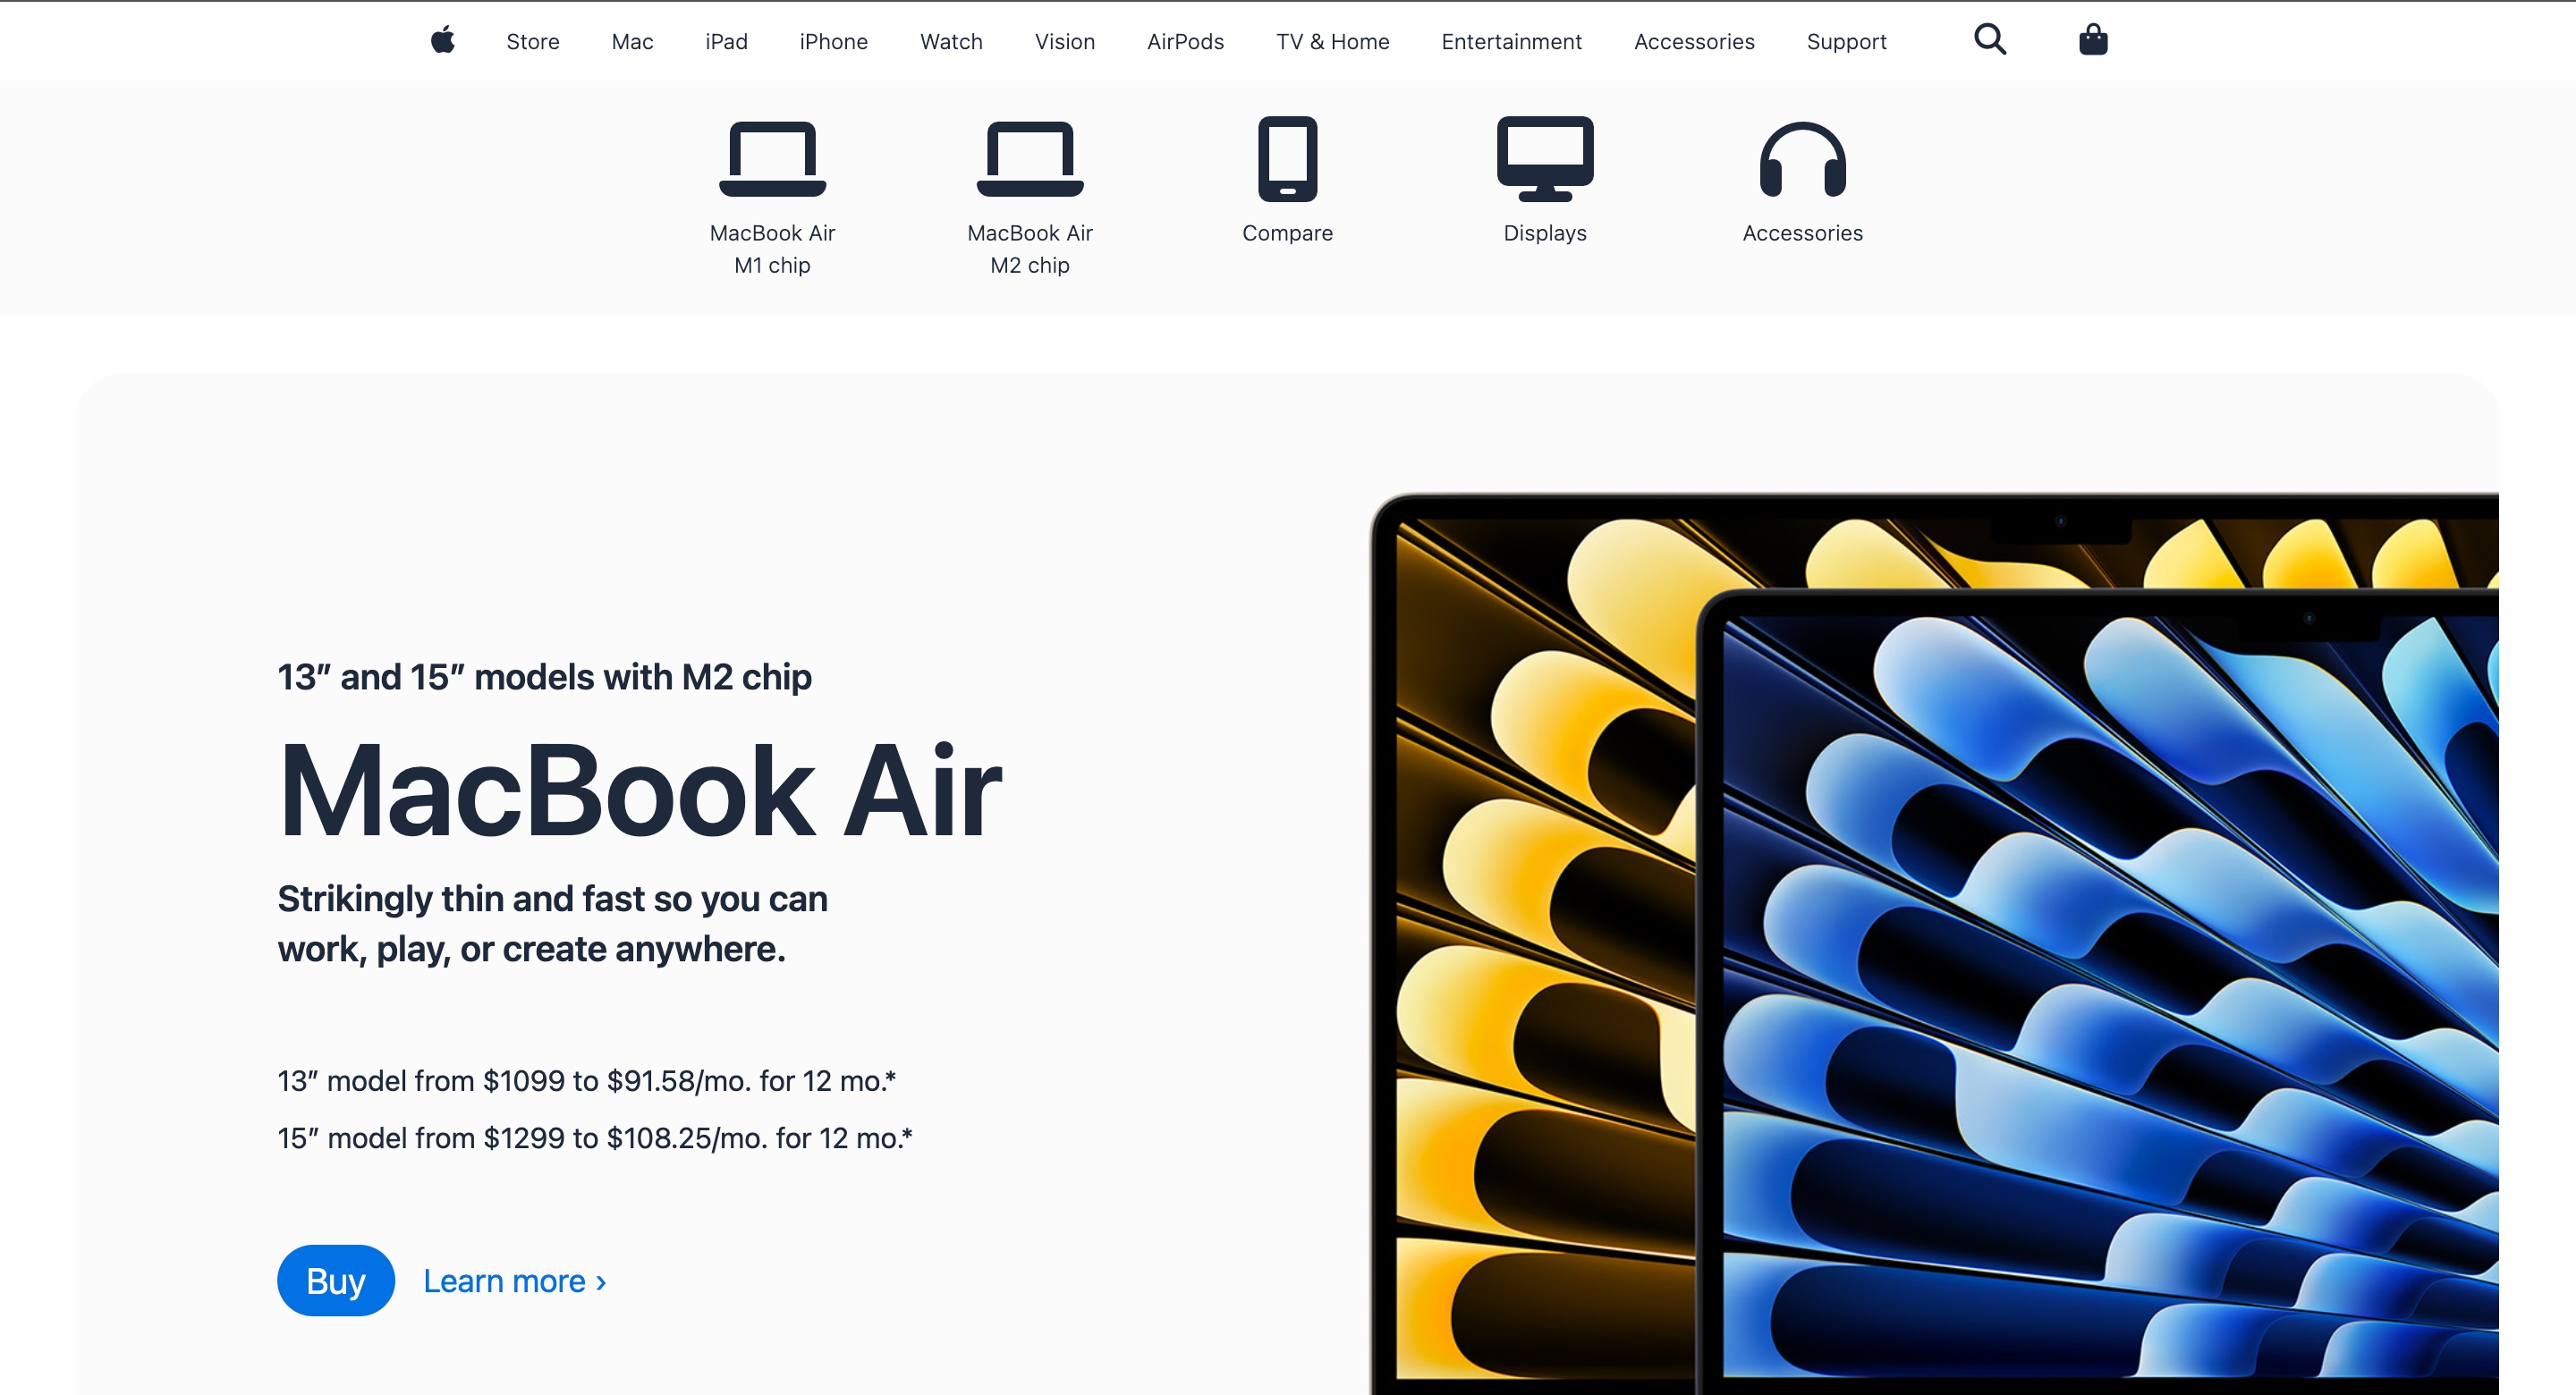 Store Mac iPad iPhone Watch Vision AirPods TV & Home Entertainment Accessories Support
MacBook Air
M1 chip
MacBook Air
M2 chip
Compare
Displays
Accessories
13″ and 15″ models with M2 chip
MacBook Air
Strikingly thin and fast so you can
work, play, or create anywhere.
13″ model from $1099 to $91.58/mo. for 12 mo.*
15″ model from $1299 to $108.25/mo. for 12 mo.*
Buy Learn more ›